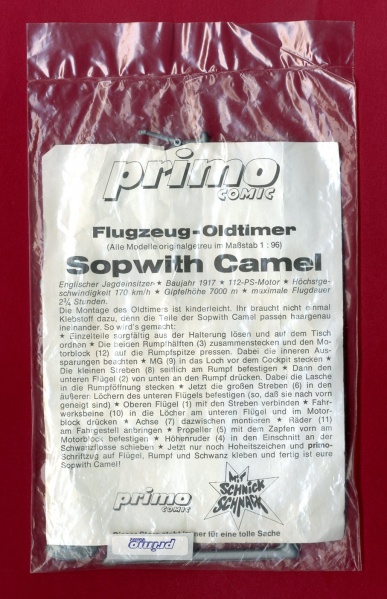 primo
COMIC
Flugzeug-Oldtimer
(Alle Modelle originalgetreu im Maßstab 1 : 96)
Sopwith Camel
Englischer Jagdeinsitzer ★ Baujahr 1917 ★ 112-PS-Motor ★ Höchstge-
schwindigkeit 170 km/h ★ Gipfelhöhe 7000 m ★ maximale Flugdauer
2¾ Stunden.
Die Montage des Oldtimers ist kinderleicht. Ihr braucht nicht enmal
Klebstoff dazu, denn die Teile der Sopwith Camel passen haargenau
ineinander. So wird's gemacht:
★ Einzelteile sorgfältig aus der Halterung lösen und auf dem Tisch
ordnen ★ Die beiden Rumpfhälften (3) zusammenstecken und den Mo-
torblock (12) auf die Rumpfspitze pressen. Dabei die inneren Aus-
sparungen beachten ★ MG (9) in das Loch vor dem Cockpit stecken ★
Die kleinen Streben (8) seitlich am Rumpf befestigen ★ Dann den
unteren Flügel (2) von unten an den Rumpf drücken. Dabei die Lasche
in die Rumpföffnung stecken ★ Jetzt die großen Streben (6) in den
äußeren Löchern des unteren Flügels befestigen (so, daß sie nach vorn
geneigt sind) ★ Oberen Flügel (1) mit den Streben verbinden ★ Fahr-
werksbeine (10) in die Löcher am unteren Flügel und im Motor-
block drücken ★ Achse (7) dazwischen montieren ★ Räder (11)
am Fahrgestell anbringen ★ Propeller (5) mit dem Zapfen vorn am
Motorblock befestigen ★ Höhenruder (4) in den Einschnitt an der
Schwanzflosse schieben ★ Jetzt nur noch Hoheitszeichen und primo-
Schriftzug auf Flügel, Rumpf und Schwanz kleben und fertig ist eure
Sopwith Camel!
primo
COMIC
mit
SCHNICK
SCHNACK
immer für eine tolle Sache
primo